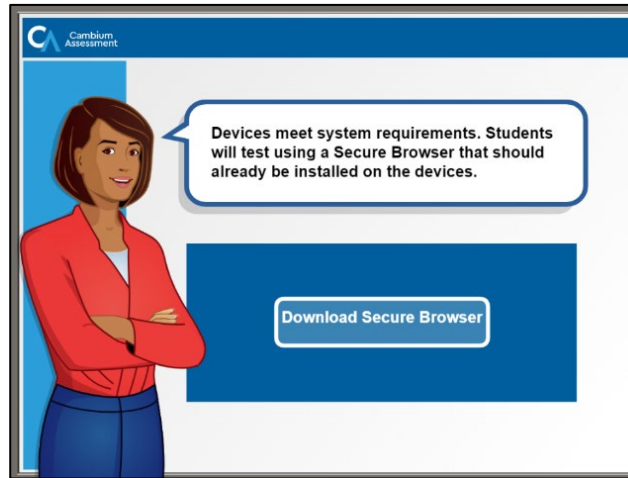 CA
Cambium
Assessment
Devices meet system requirements. Students
will test using a Secure Browser that should
already be installed on the devices.
Download Secure Browser